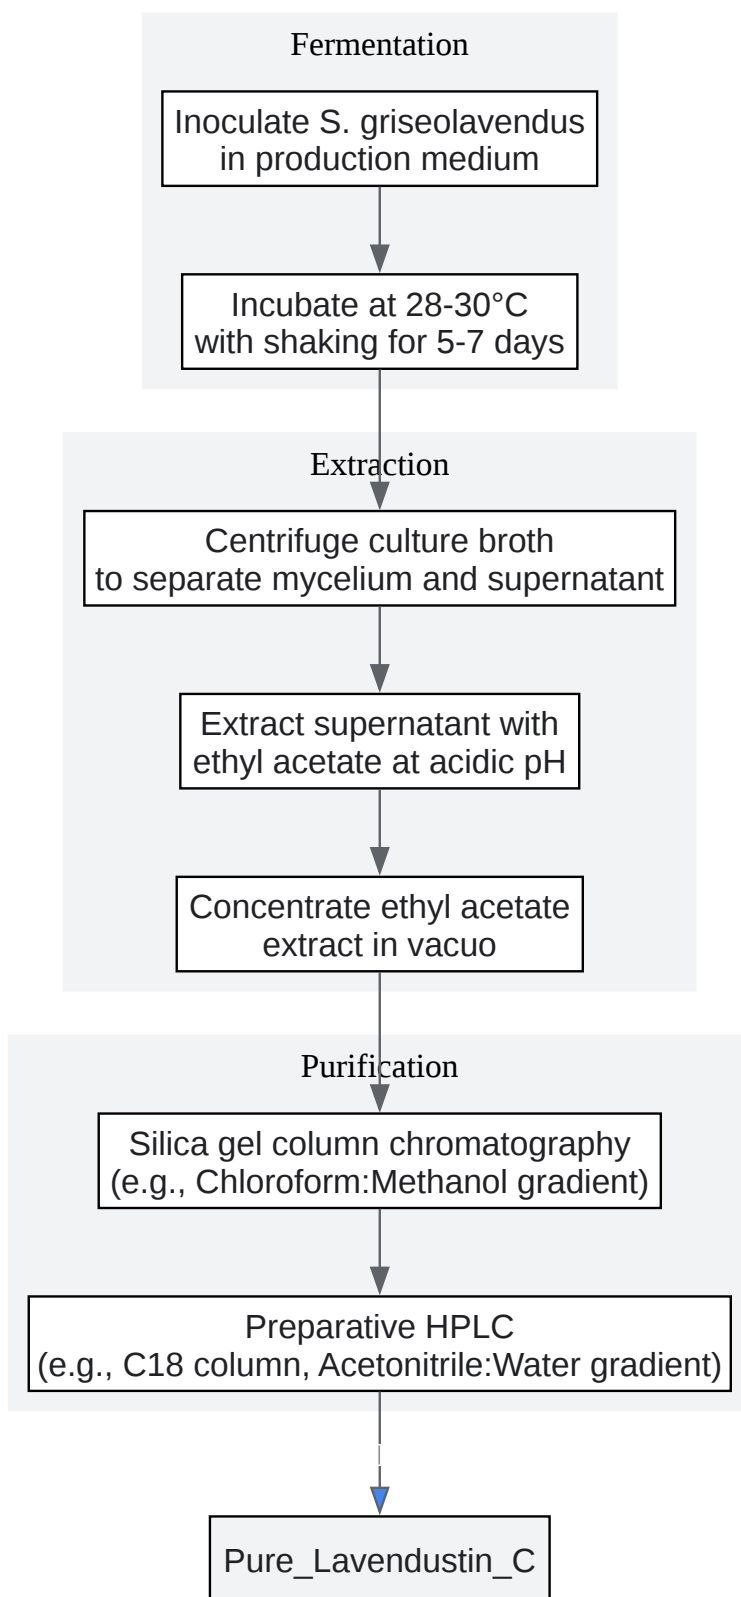 Fermentation
Inoculate S. griseolavendus
in production medium
Incubate at 28-30°C
with shaking for 5-7 days
Extraction
Centrifuge culture broth
to separate mycelium and supernatant
Extract supernatant with
ethyl acetate at acidic pH
Concentrate ethyl acetate
extract in vacuo
Purification
Silica gel column chromatography
(e.g., Chloroform:Methanol gradient)
Preparative HPLC
(e.g., C18 column, Acetonitrile:Water gradient)
Pure_Lavendustin_C